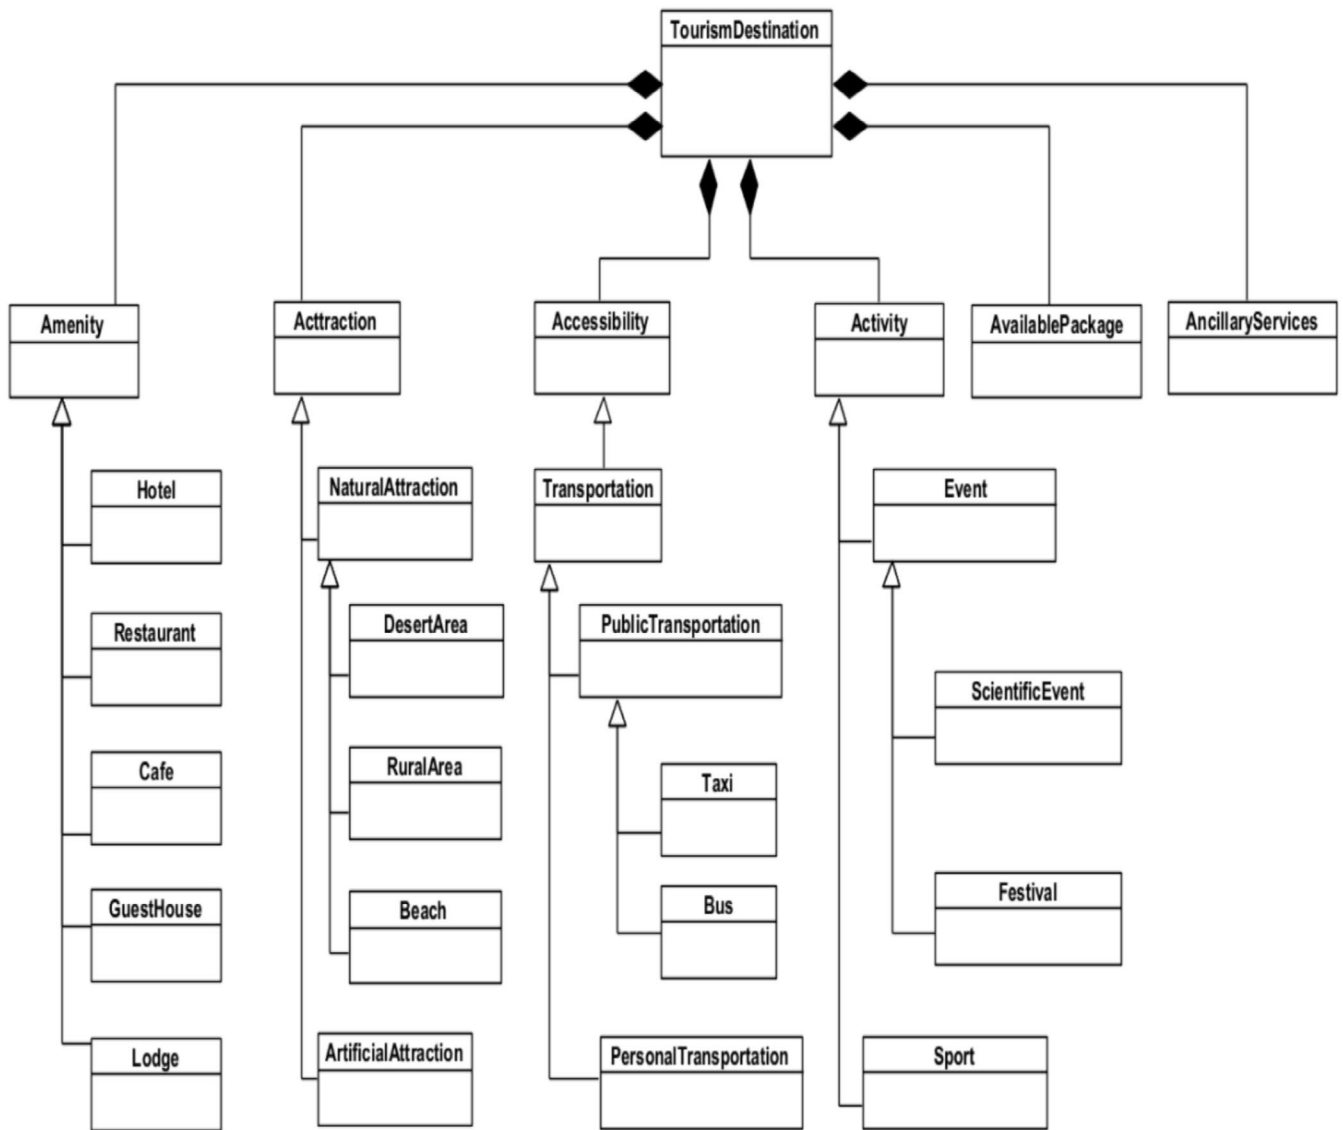 TourismDestination
Amenity
Acttraction
Accessibility
Activity
AvailablePackage
AncillaryServices
Hotel
NaturalAttraction
Transportation
Event
Restaurant
DesertArea
PublicTransportation
ScientificEvent
Cafe
RuralArea
Taxi
GuestHouse
Beach
Bus
Festival
Lodge
ArtificialAttraction
PersonalTransportation
Sport